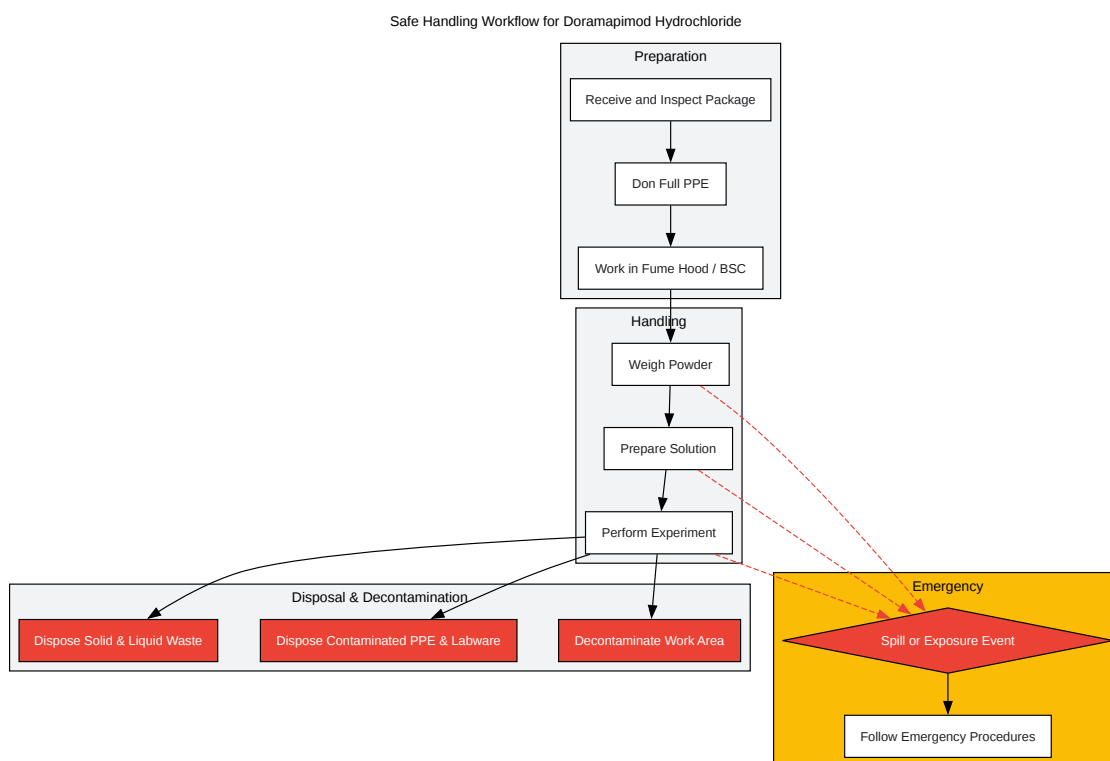 Safe Handling Workflow for Doramapimod Hydrochloride
Preparation
Receive and Inspect Package
Don Full PPE
Work in Fume Hood / BSC
Handling
Weigh Powder
Prepare Solution
Perform Experiment
Disposal & Decontamination
Dispose Solid & Liquid Waste
Dispose Contaminated PPE & Labware
Decontaminate Work Area
Emergency
Spill or Exposure Event
Follow Emergency Procedures